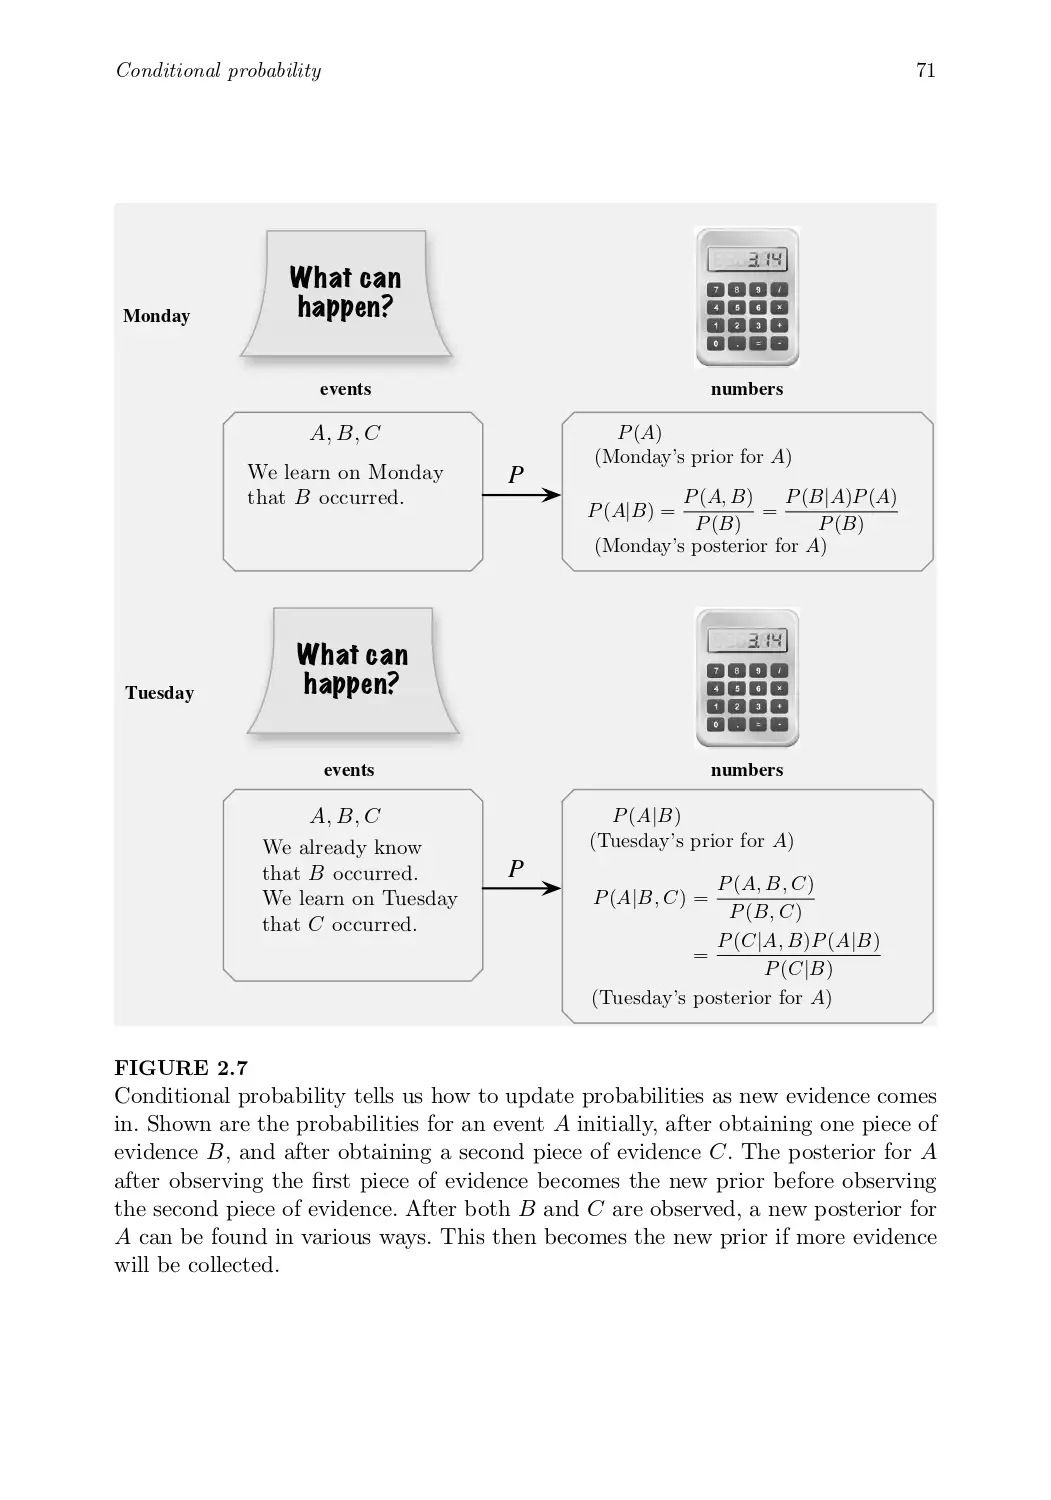 Conditional probability 71
What can
happen?
3.14
7 8 9 /
4 5 6 ×
1 2 3 +
0 . = -
Monday
events
numbers
A, B, C
We learn on Monday
that B occurred.
P
P(A)
(Monday's prior for A)
P(A|B) = P(A, B) / P(B) = P(B|A)P(A) / P(B)
(Monday's posterior for A)
What can
happen?
3.14
7 8 9 /
4 5 6 ×
1 2 3 +
0 . = -
Tuesday
events
numbers
A, B, C
We already know
that B occurred.
We learn on Tuesday
that C occurred.
P
P(A|B)
(Tuesday's prior for A)
P(A|B, C) = P(A, B, C) / P(B, C)
= P(C|A, B)P(A|B) / P(C|B)
(Tuesday's posterior for A)
FIGURE 2.7
Conditional probability tells us how to update probabilities as new evidence comes
in. Shown are the probabilities for an event A initially, after obtaining one piece of
evidence B, and after obtaining a second piece of evidence C. The posterior for A
after observing the first piece of evidence becomes the new prior before observing
the second piece of evidence. After both B and C are observed, a new posterior for
A can be found in various ways. This then becomes the new prior if more evidence
will be collected.